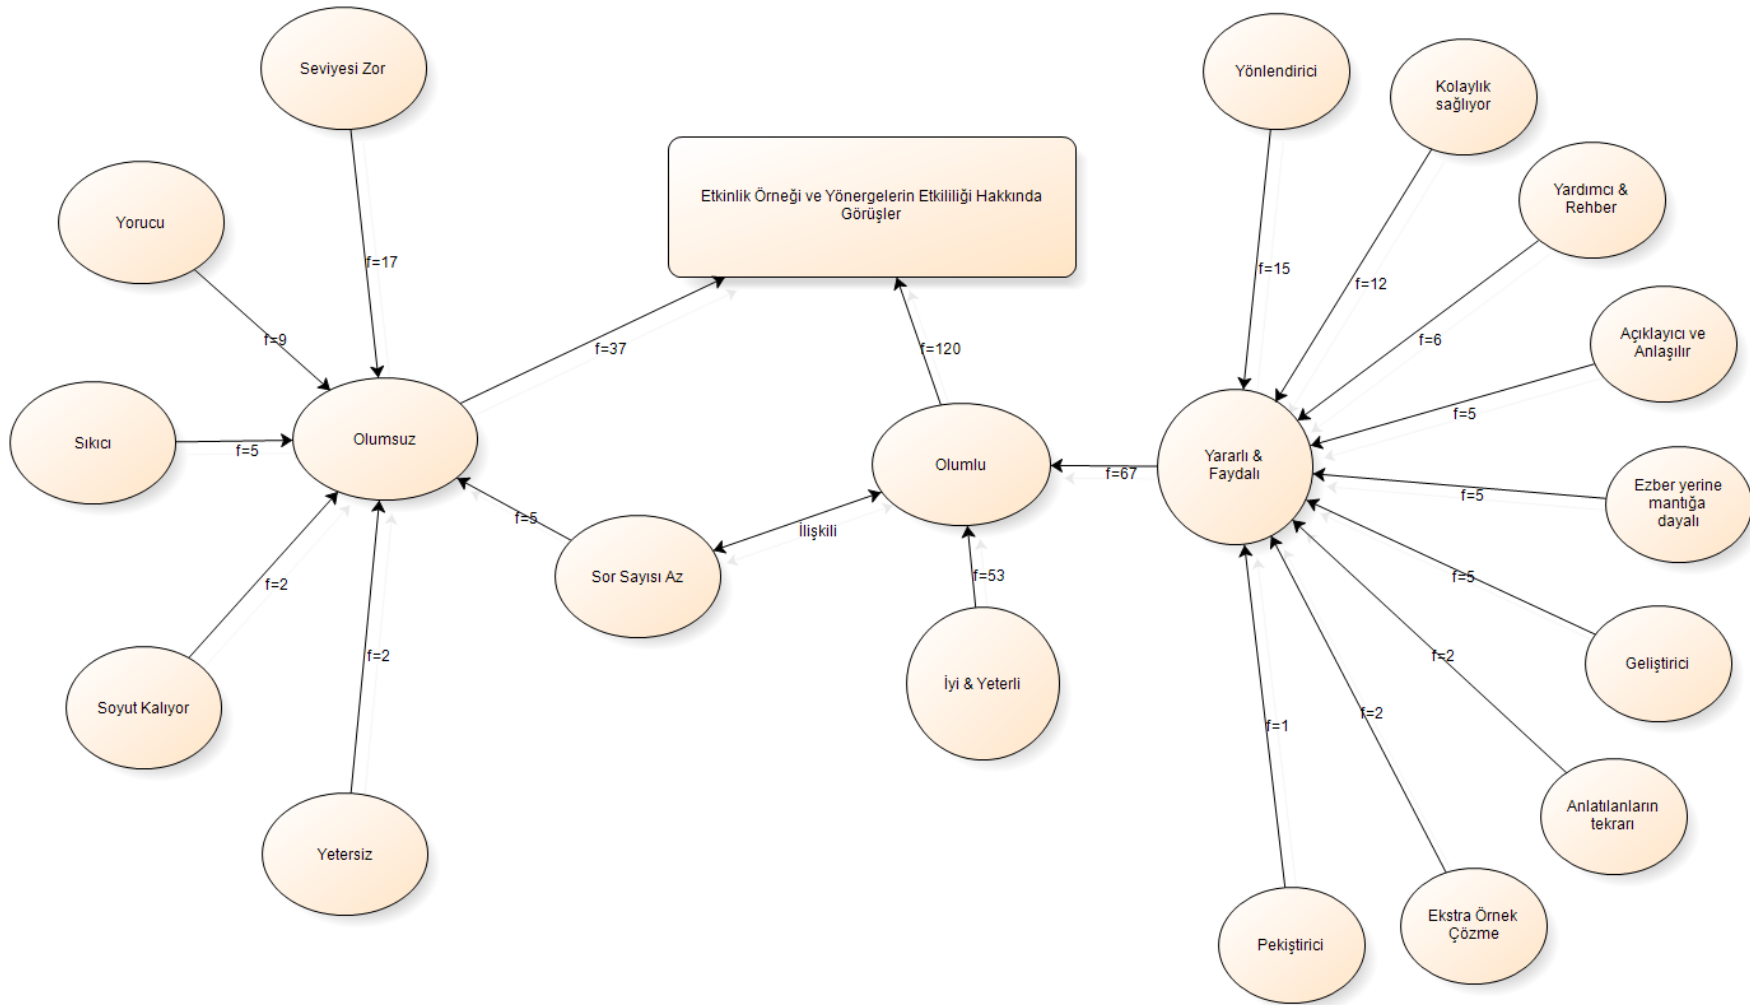 Seviyesi Zor
Yönlendirici
Kolaylık
sağlıyor
Yardımcı &
Rehber
Etkinlik Örneği ve Yönergelerin Etkililiği Hakkında
Görüşler
Yorucu
f=17
f=15
f=12
f=6
f=9
f=37
f=120
Açıklayıcı ve
Anlaşılır
f=5
Sıkıcı
f=5
Olumsuz
Olumlu
f=67
Yararlı &
Faydalı
f=5
Ezber yerine
mantığa
dayalı
f=5
İlişkili
Sor Sayısı Az
f=53
f=5
f=2
f=2
f=2
Geliştirici
Soyut Kalıyor
İyi & Yeterli
f=1
f=2
Anlatılanların
tekrarı
Yetersiz
Pekiştirici
Ekstra Örnek
Çözme